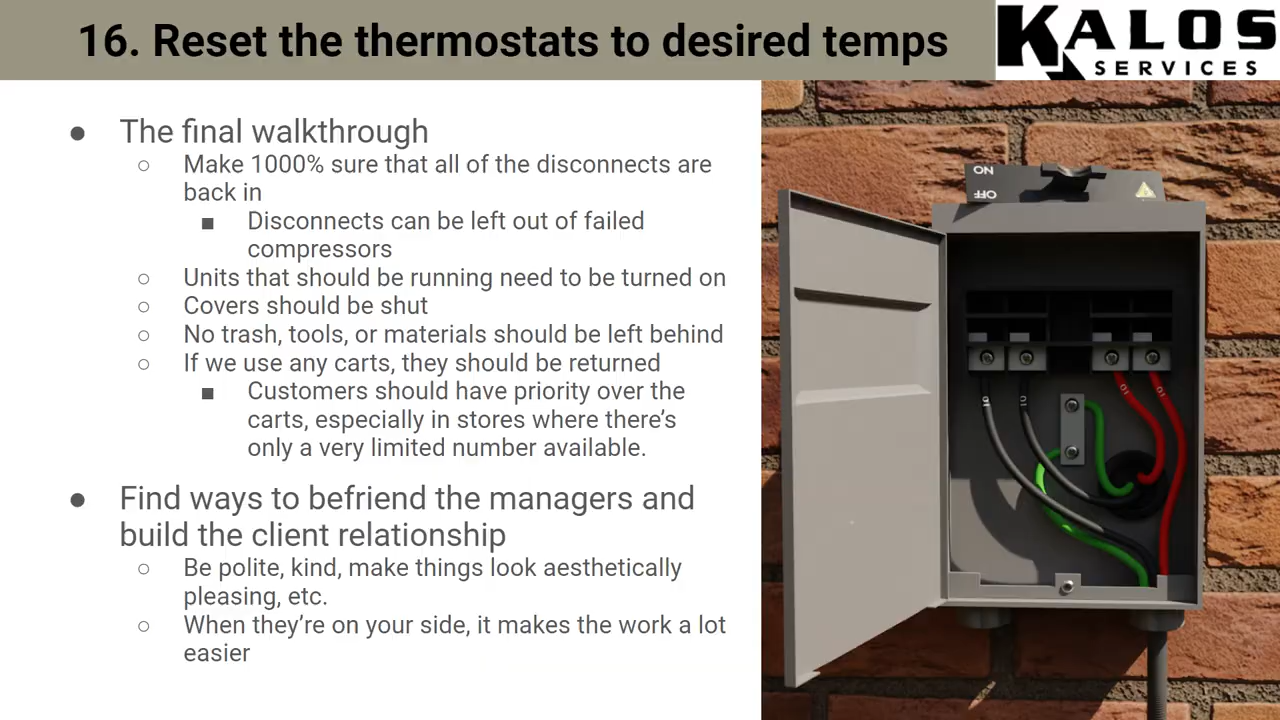 16. Reset the thermostats to desired temps
KALOS
SERVICES
● The final walkthrough
○ Make 1000% sure that all of the disconnects are
back in
■ Disconnects can be left out of failed
compressors
○ Units that should be running need to be turned on
○ Covers should be shut
○ No trash, tools, or materials should be left behind
○ If we use any carts, they should be returned
■ Customers should have priority over the
carts, especially in stores where there's
only a very limited number available.
● Find ways to befriend the managers and
build the client relationship
○ Be polite, kind, make things look aesthetically
pleasing, etc.
○ When they're on your side, it makes the work a lot
easier
ON
OFF